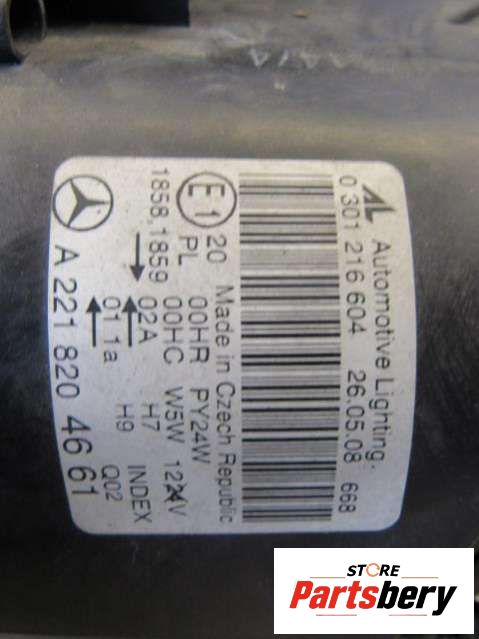 AL Automotive Lighting.
0 301 216 604 26.05.08 668
Made in Czech Republic
E1 20 00HR PY24W
PL 00HC W5W 12V
1858,1859 02A H7 INDEX
01 1a H9 Q02
A 221 820 46 61
STORE
Partsbery